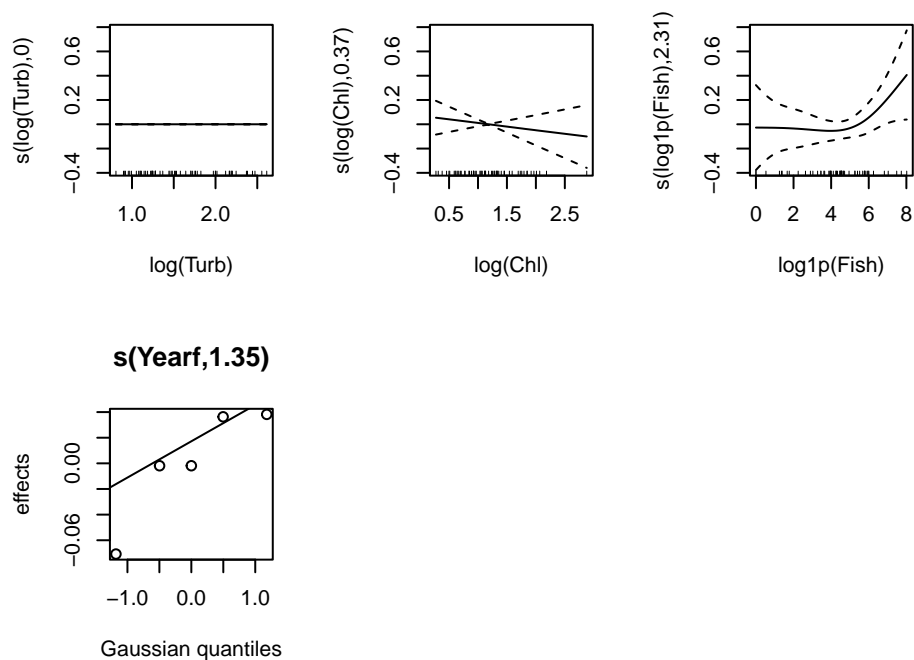 s(log(Turb),0)
0.6
0.2
−0.4
1.0
2.0
log(Turb)
s(log(Chl),0.37)
0.6
0.2
−0.4
0.5
1.5
2.5
log(Chl)
s(log1p(Fish),2.31)
0.6
0.2
−0.4
0
2
4
6
8
log1p(Fish)
s(Yearf,1.35)
effects
0.00
−0.06
−1.0
0.0
1.0
Gaussian quantiles